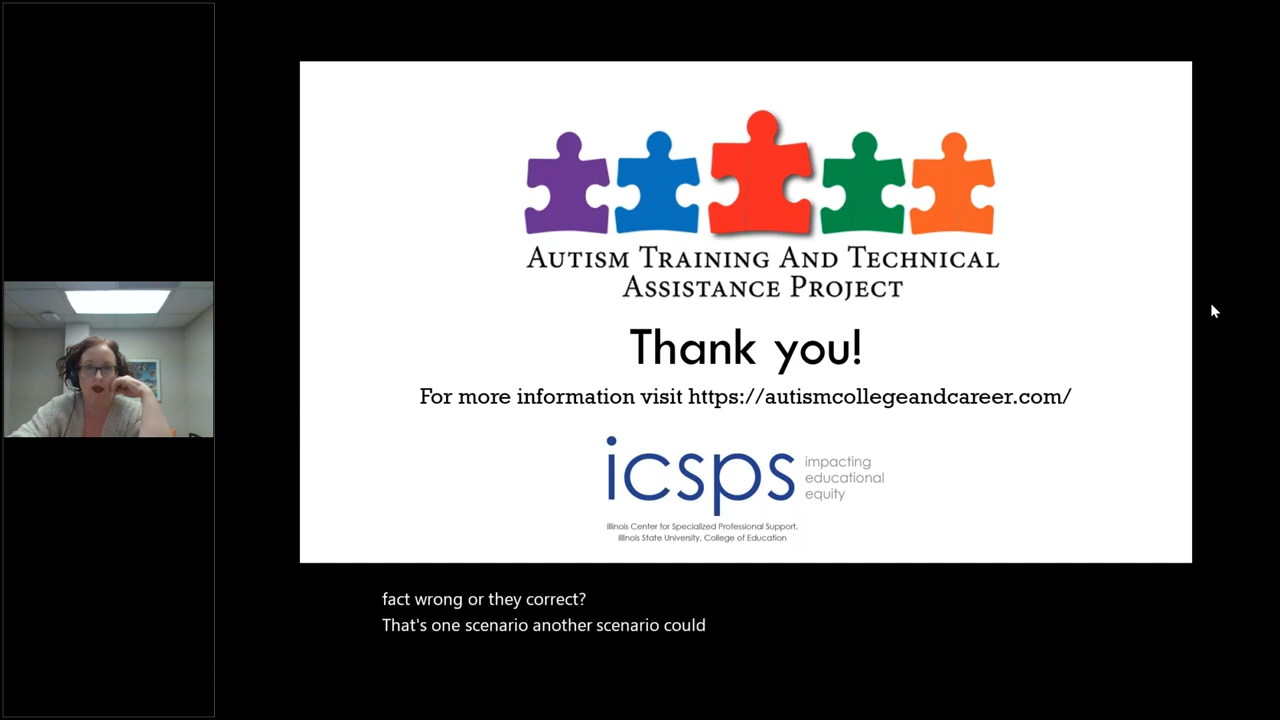 Autism Training And Technical
Assistance Project
Thank you!
For more information visit https://autismcollegeandcareer.com/
icsps
impacting
educational
equity
Illinois Center for Specialized Professional Support,
Illinois State University, College of Education
fact wrong or they correct?
That's one scenario another scenario could